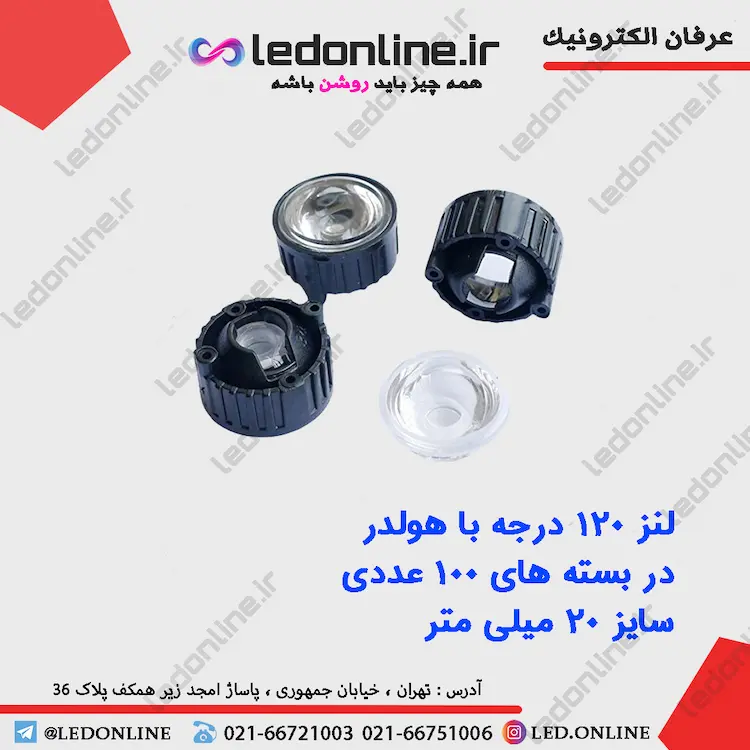 عرفان الکترونیک
ledonline.ir
همه چیز باید روشن باشه
لنز ۱۲۰ درجه با هولدر
در بسته های ۱۰۰ عددی
سایز ۲۰ میلی متر
آدرس : تهران ، خیابان جمهوری ، پاساژ امجد زیر همکف پلاک 36
@LEDONLINE 021-66721003 021-66751006 LED.ONLINE